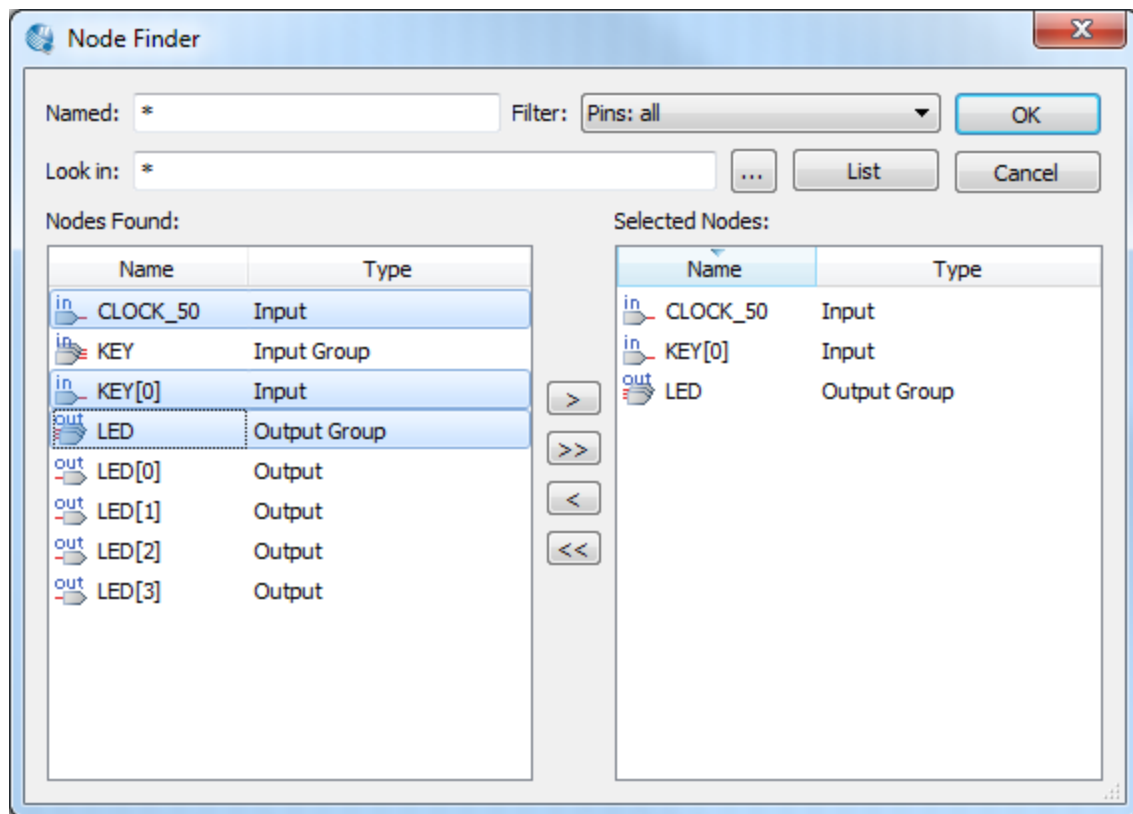 Node Finder
Named: * Filter: Pins: all OK
Look in: * ... List Cancel
Nodes Found: Selected Nodes:
Name Type Name Type
in CLOCK_50 Input in CLOCK_50 Input
in KEY Input Group in KEY[0] Input
in KEY[0] Input out LED Output Group
out LED Output Group
out LED[0] Output
out LED[1] Output
out LED[2] Output
out LED[3] Output
>
>>
<
<<